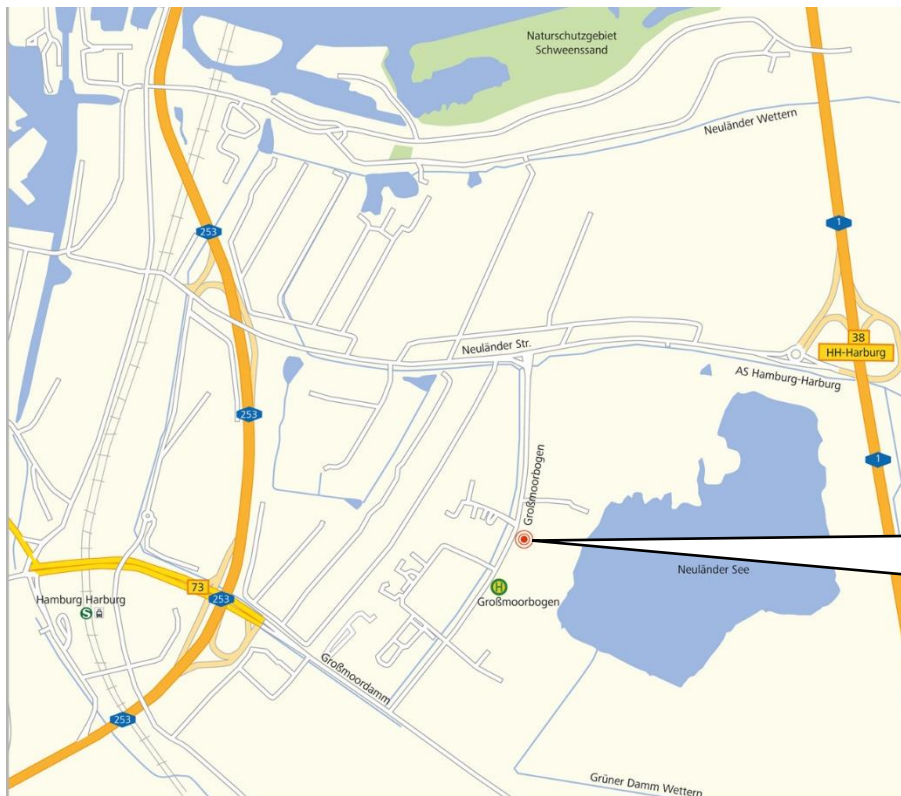 Naturschutzgebiet
Schweenssand
Neuländer Wettern
253
1
38
HH-Harburg
Neuländer Str.
AS Hamburg-Harburg
253
1
Großmoorbogen
Neuländer See
73
253
Hamburg Harburg
S
H
Großmoorbogen
Großmoordamm
253
Grüner Damm Wettern